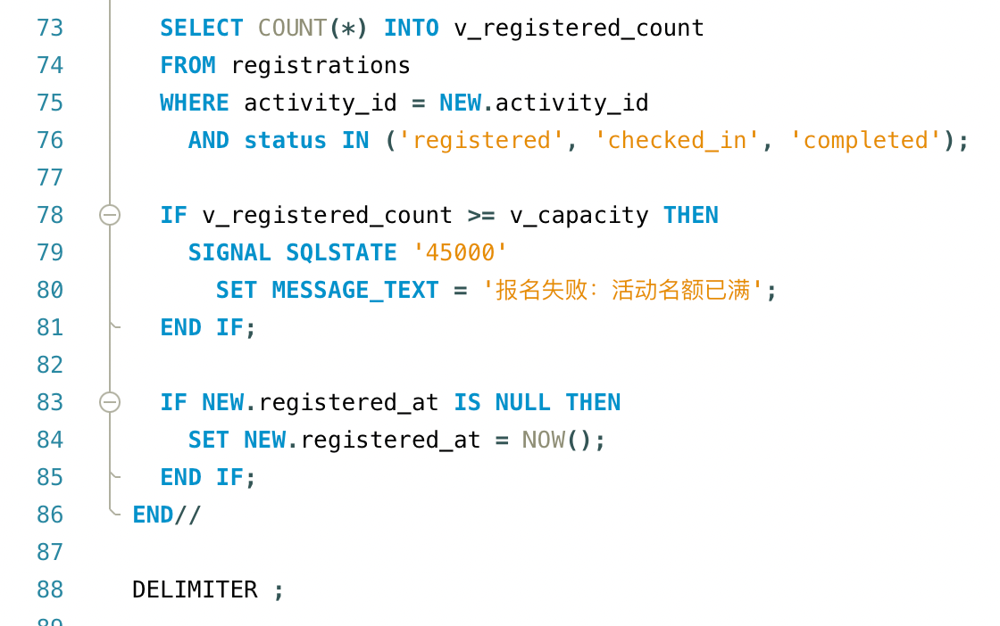 73 SELECT COUNT(*) INTO v_registered_count
74 FROM registrations
75 WHERE activity_id = NEW.activity_id
76 AND status IN ('registered', 'checked_in', 'completed');
77
78 IF v_registered_count >= v_capacity THEN
79 SIGNAL SQLSTATE '45000'
80 SET MESSAGE_TEXT = '报名失败：活动名额已满';
81 END IF;
82
83 IF NEW.registered_at IS NULL THEN
84 SET NEW.registered_at = NOW();
85 END IF;
86 END//
87
88 DELIMITER ;
89